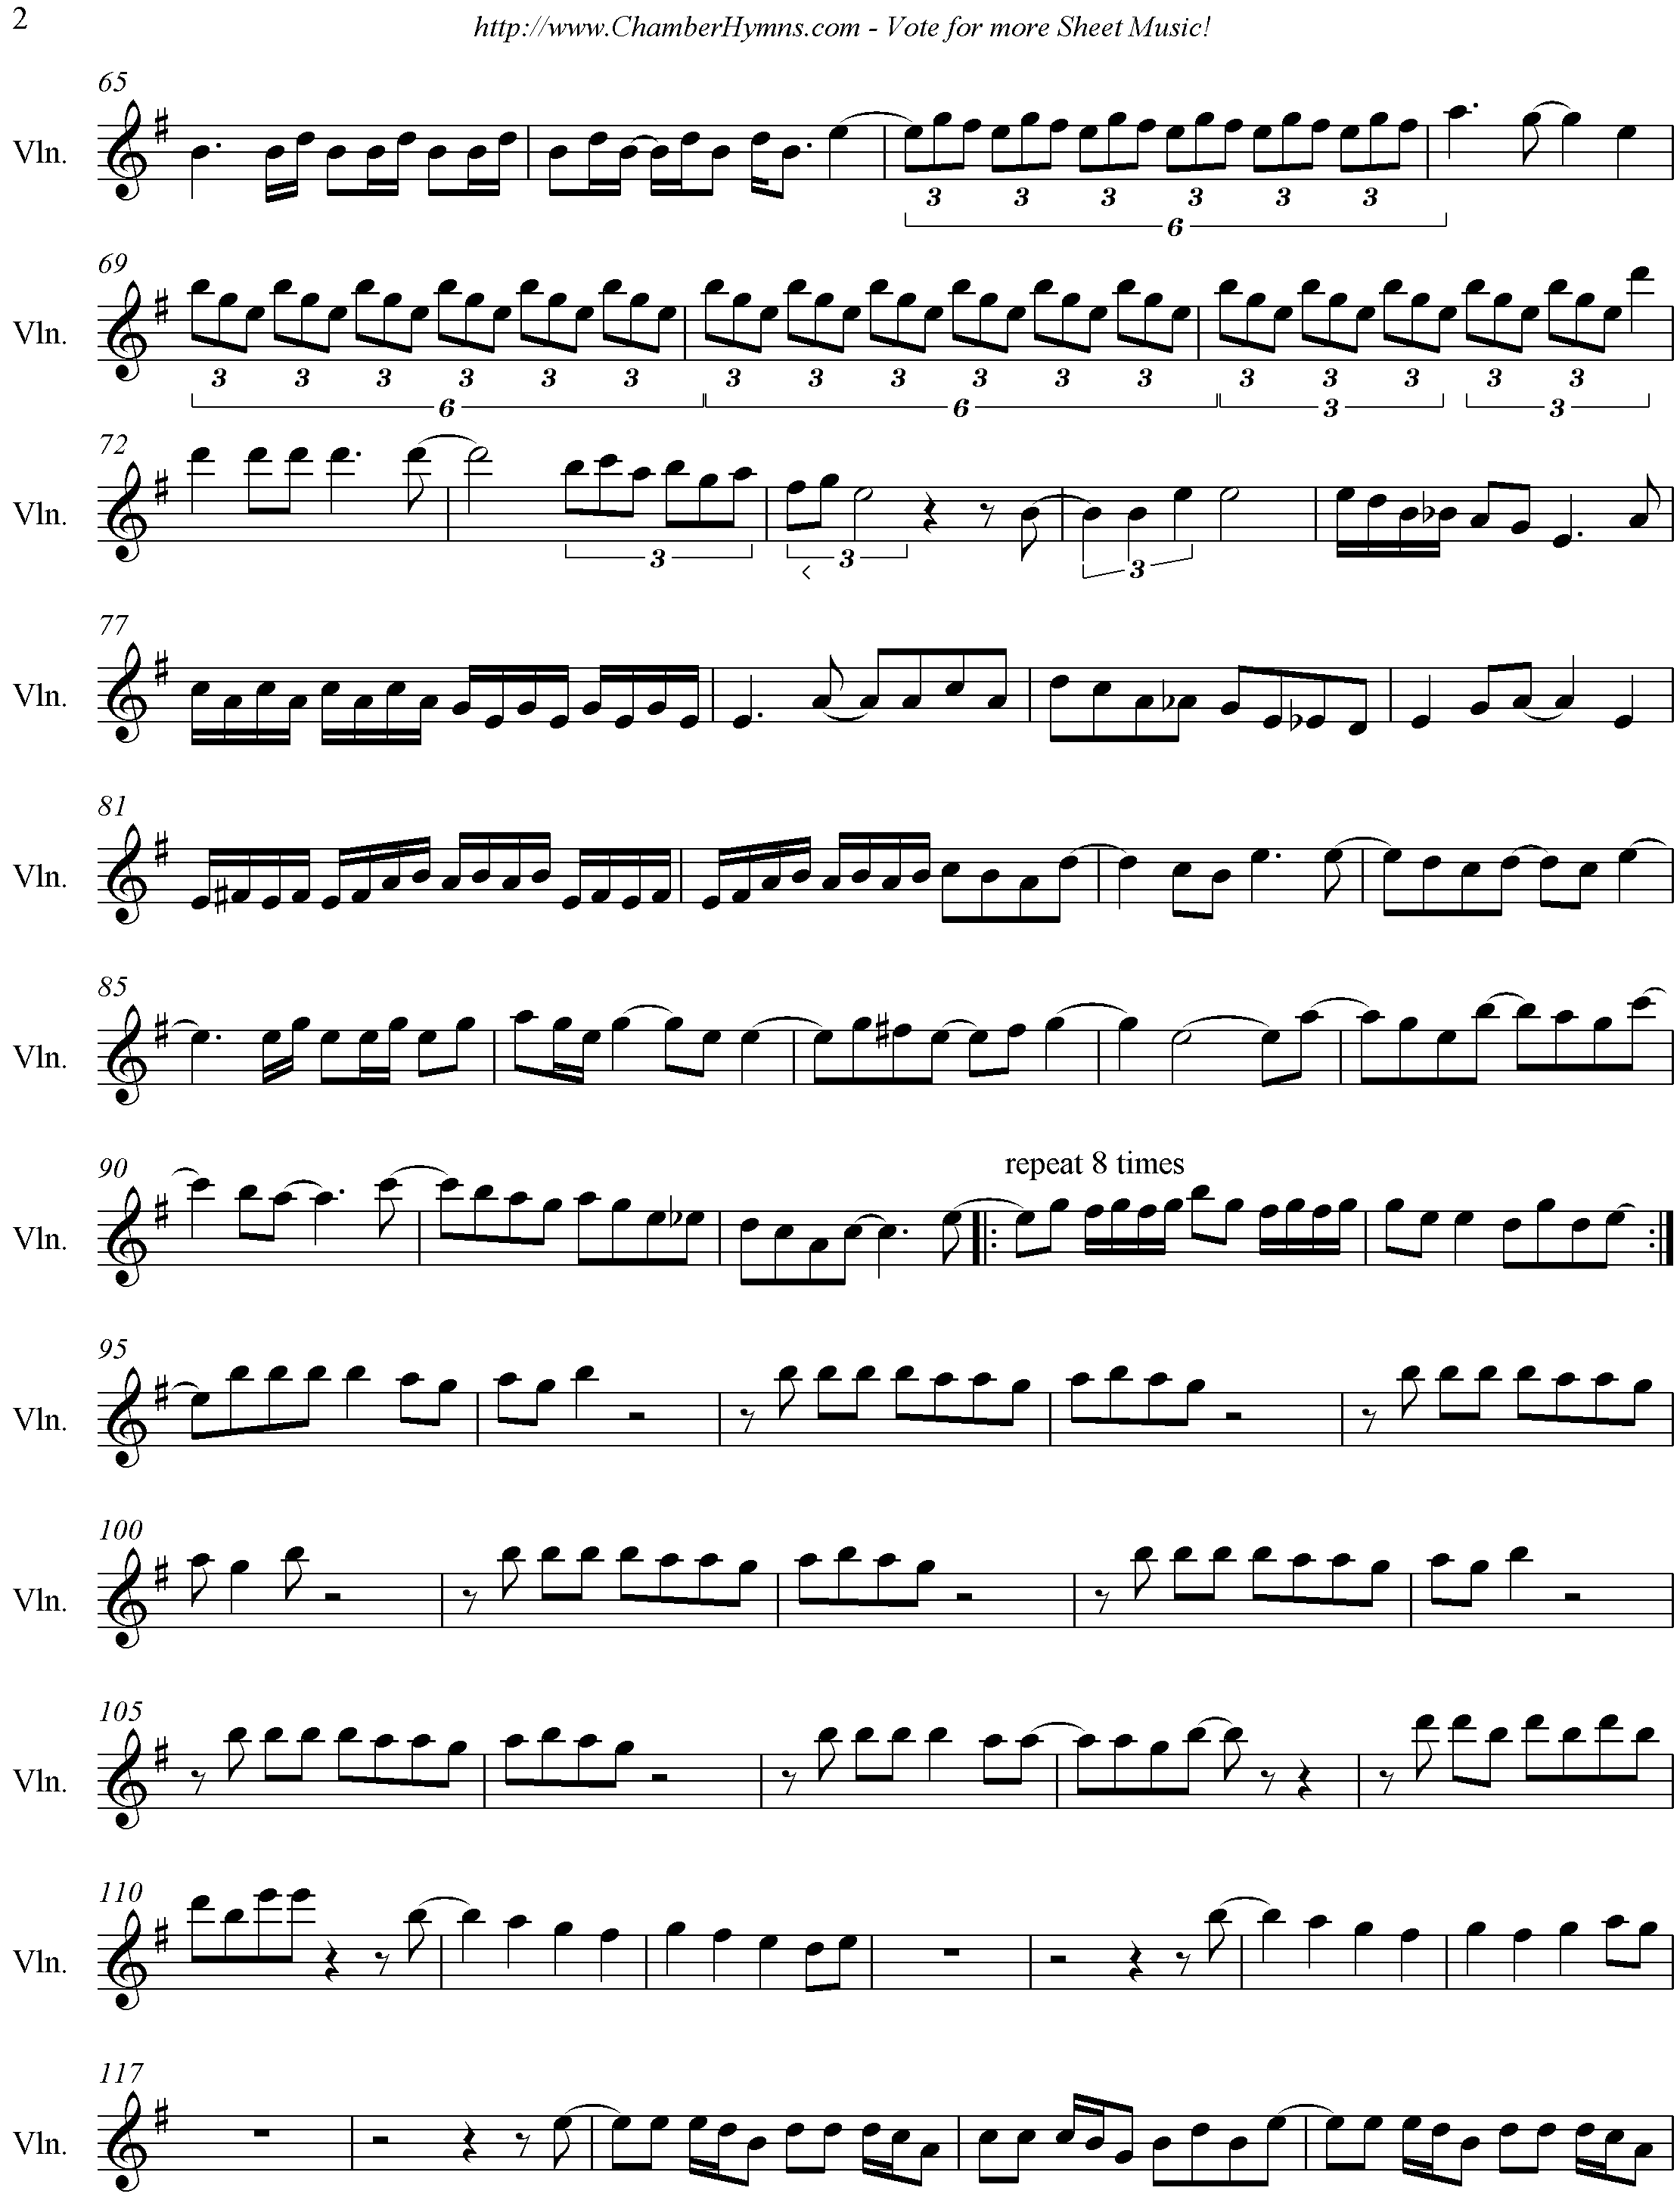 2
http://www.ChamberHymns.com - Vote for more Sheet Music!
65
Vln.
3 3 3 3 3 3
6
69
Vln.
3 3 3 3 3 3 3 3 3 3 3 3 3 3 3 3 3
6 6 3 3
72
Vln.
3 3 3
77
Vln.
81
Vln.
85
Vln.
90
repeat 8 times
Vln.
95
Vln.
100
Vln.
105
Vln.
110
Vln.
117
Vln.